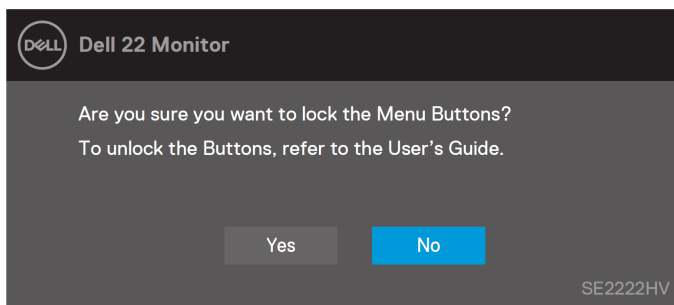 DELL Dell 22 Monitor
Are you sure you want to lock the Menu Buttons?
To unlock the Buttons, refer to the User's Guide.
Yes No
SE2222HV